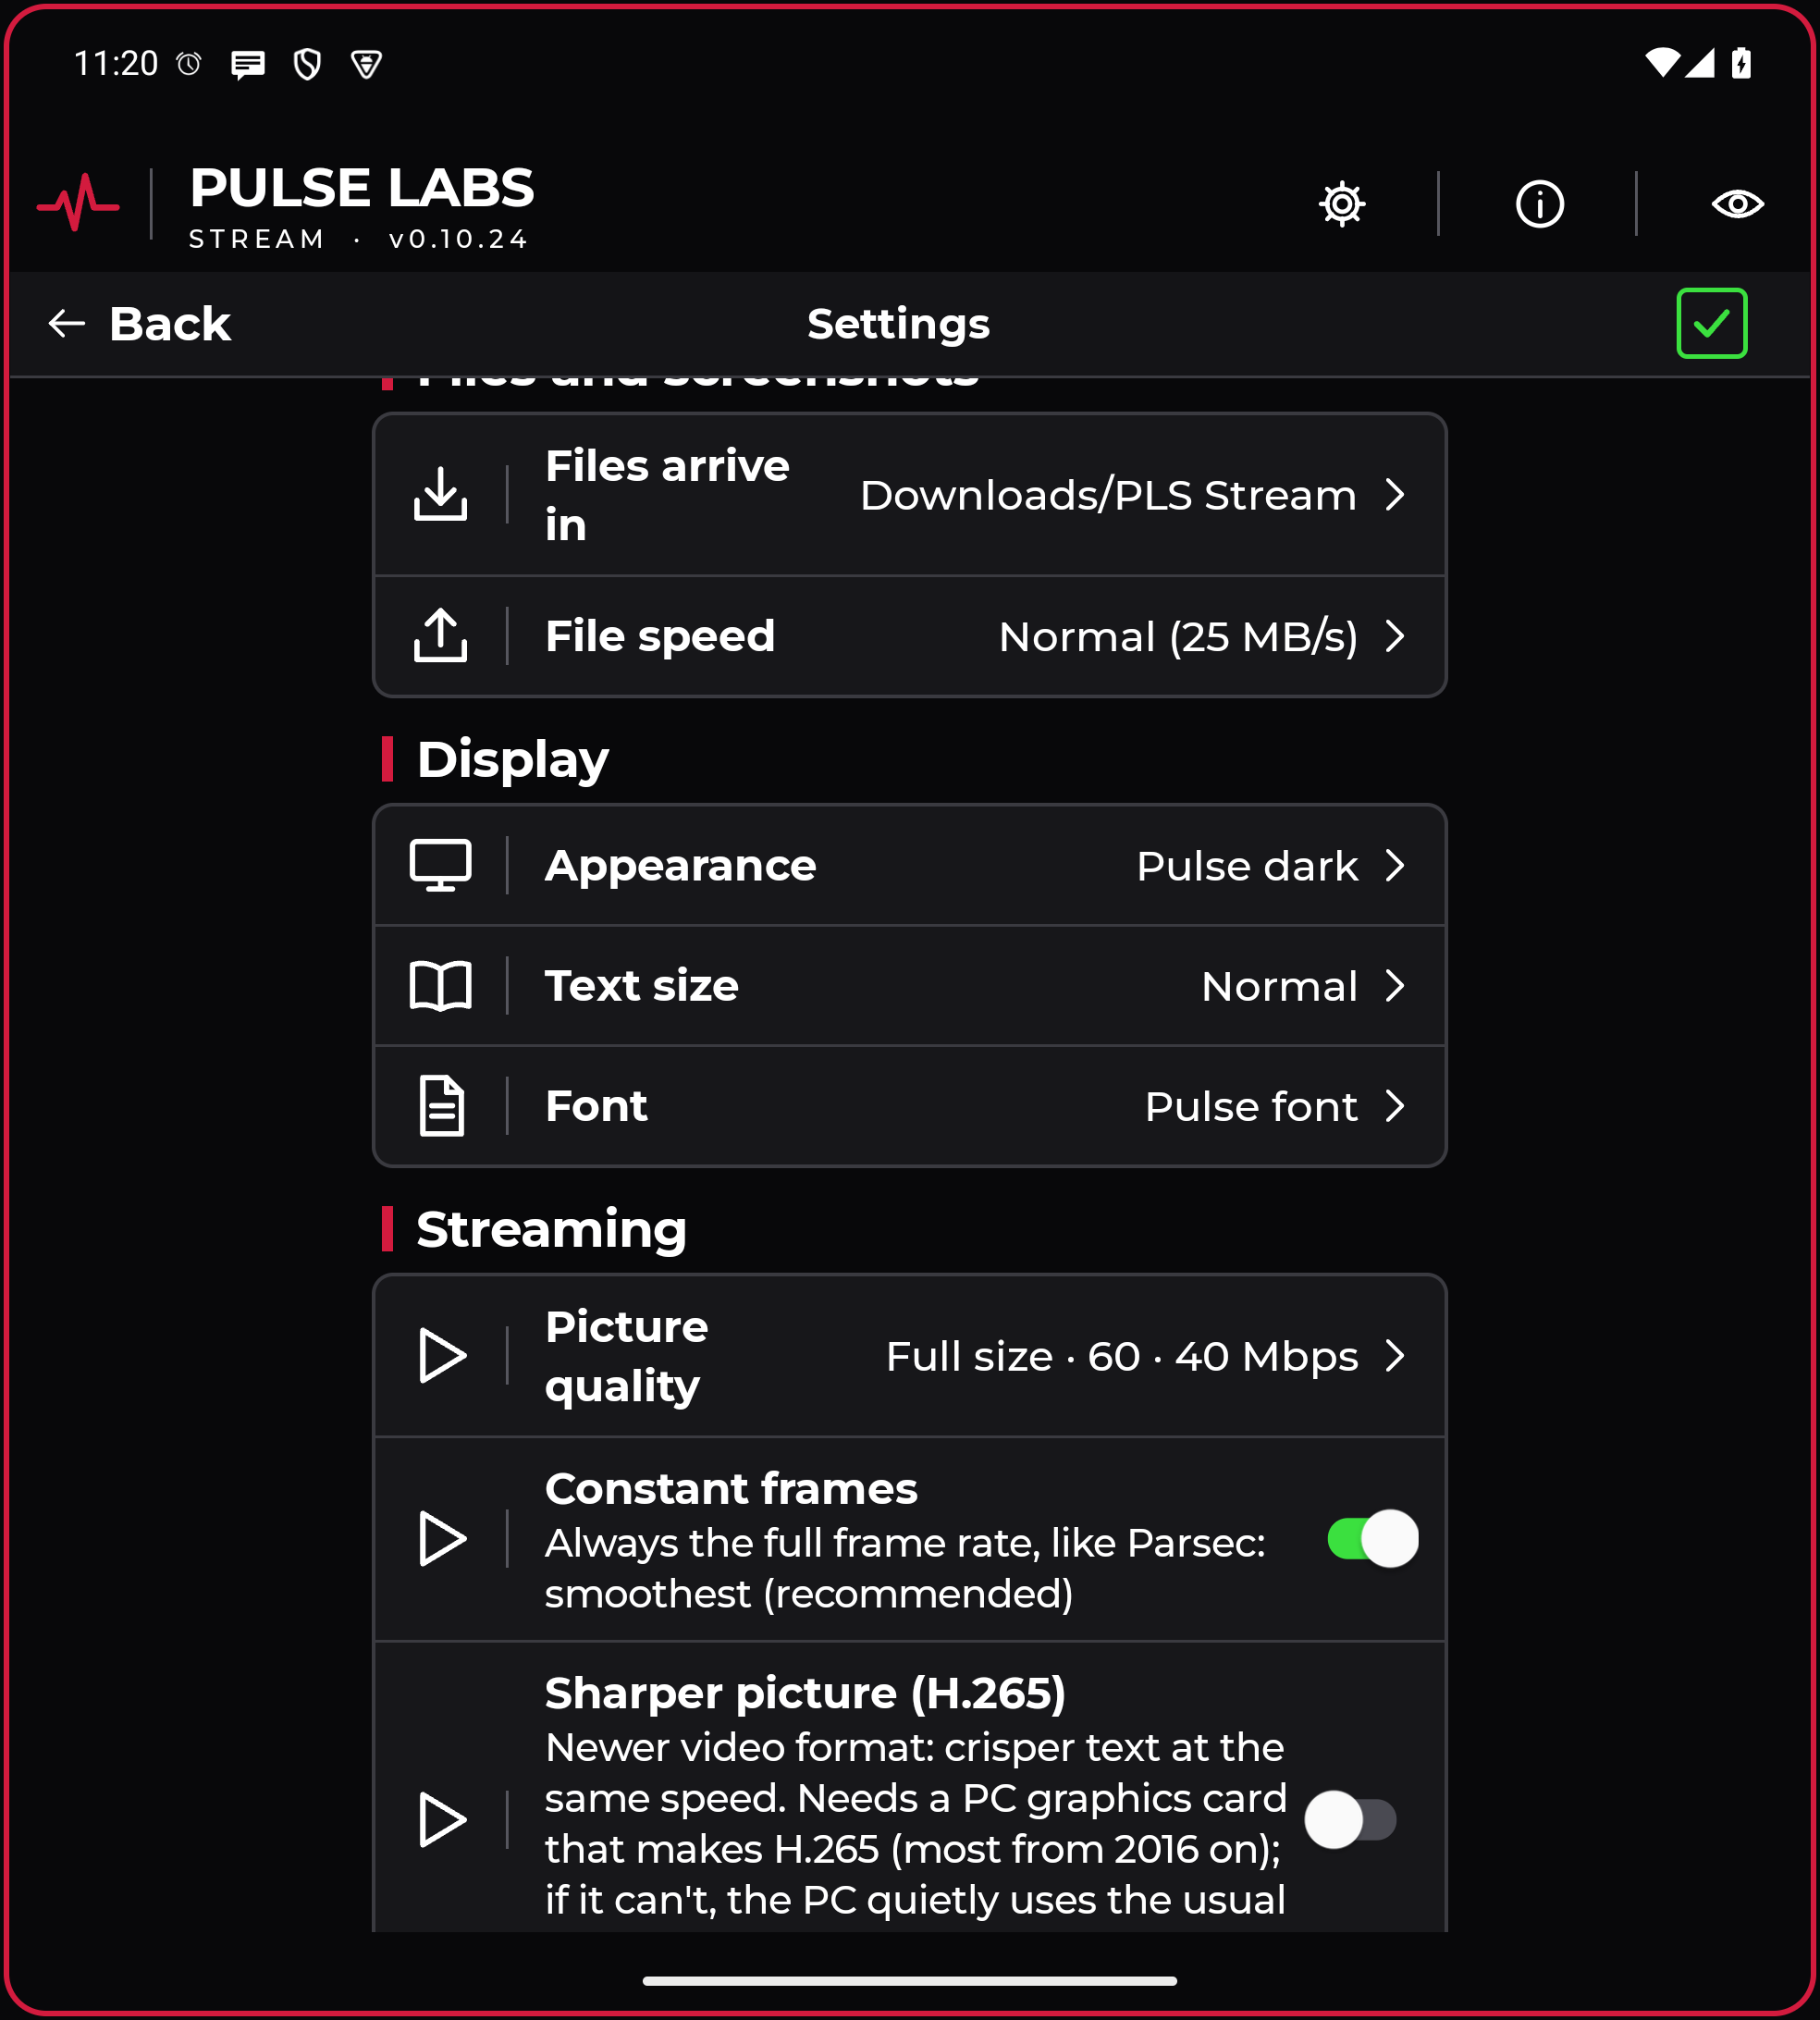 11:20
PULSE LABS
STREAM · v0.10.24
Back
Settings
Files and screenshots
Files arrive
in
Downloads/PLS Stream
File speed
Normal (25 MB/s)
Display
Appearance
Pulse dark
Text size
Normal
Font
Pulse font
Streaming
Picture
quality
Full size · 60 · 40 Mbps
Constant frames
Always the full frame rate, like Parsec:
smoothest (recommended)
Sharper picture (H.265)
Newer video format: crisper text at the
same speed. Needs a PC graphics card
that makes H.265 (most from 2016 on);
if it can't, the PC quietly uses the usual